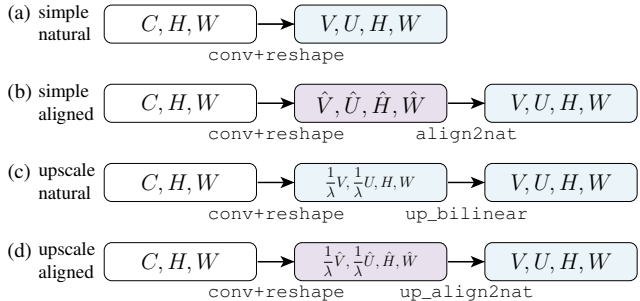 (a) simple natural C, H, W V, U, H, W
conv+reshape
(b) simple aligned C, H, W V̂, Û, Ĥ, Ŵ V, U, H, W
conv+reshape align2nat
(c) upscale natural C, H, W 1/λ V, 1/λ U, H, W V, U, H, W
conv+reshape up_bilinear
(d) upscale aligned C, H, W 1/λ V̂, 1/λ Û, Ĥ, Ŵ V, U, H, W
conv+reshape up_align2nat